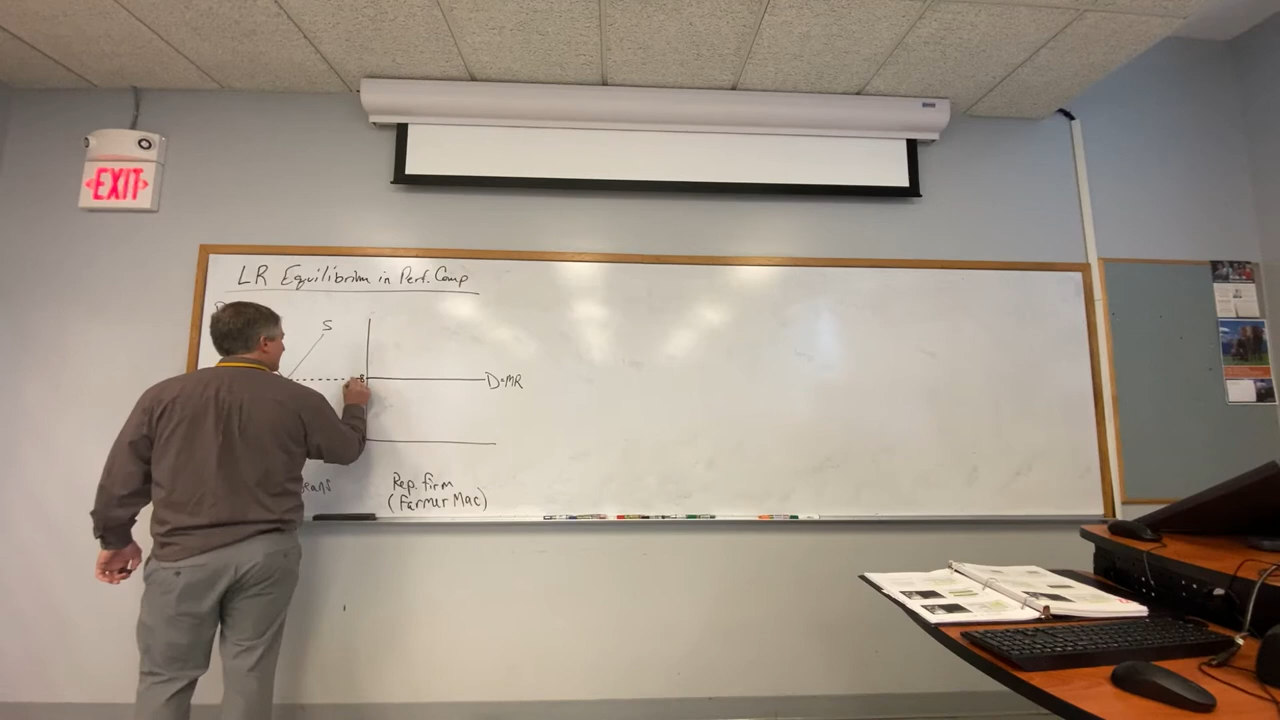 EXIT
LR Equilibrium in Perf. Comp
S
D=MR
Rep. firm
(Farmer Mac)